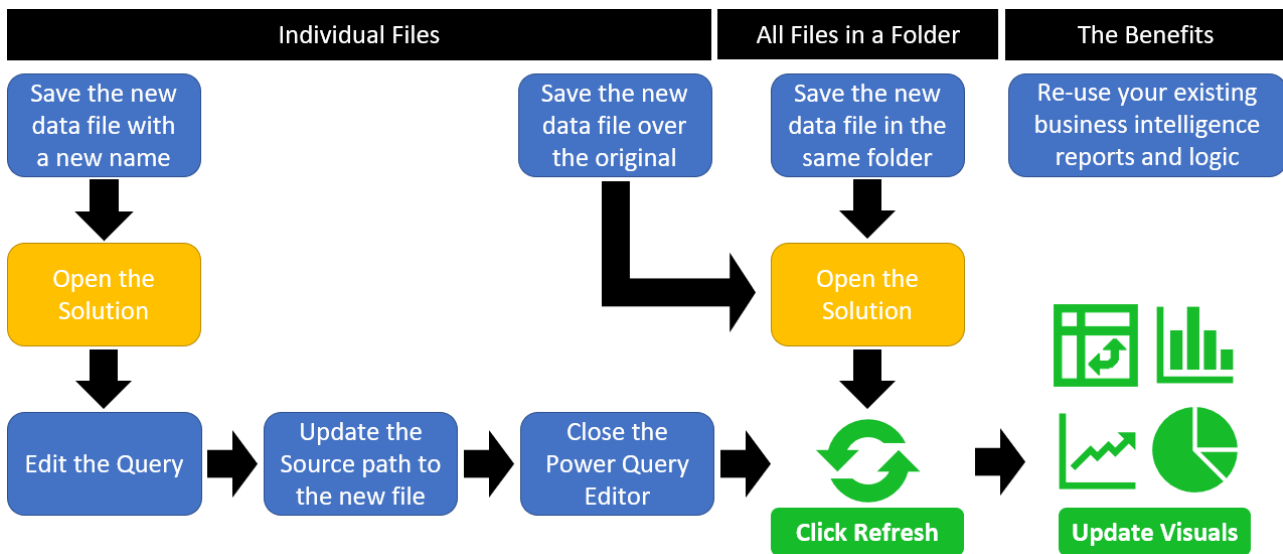 Individual Files
All Files in a Folder
The Benefits
Save the new
data file with
a new name
Save the new
data file over
the original
Save the new
data file in the
same folder
Re-use your existing
business intelligence
reports and logic
Open the
Solution
Open the
Solution
Edit the Query
Update the
Source path to
the new file
Close the
Power Query
Editor
Click Refresh
Update Visuals